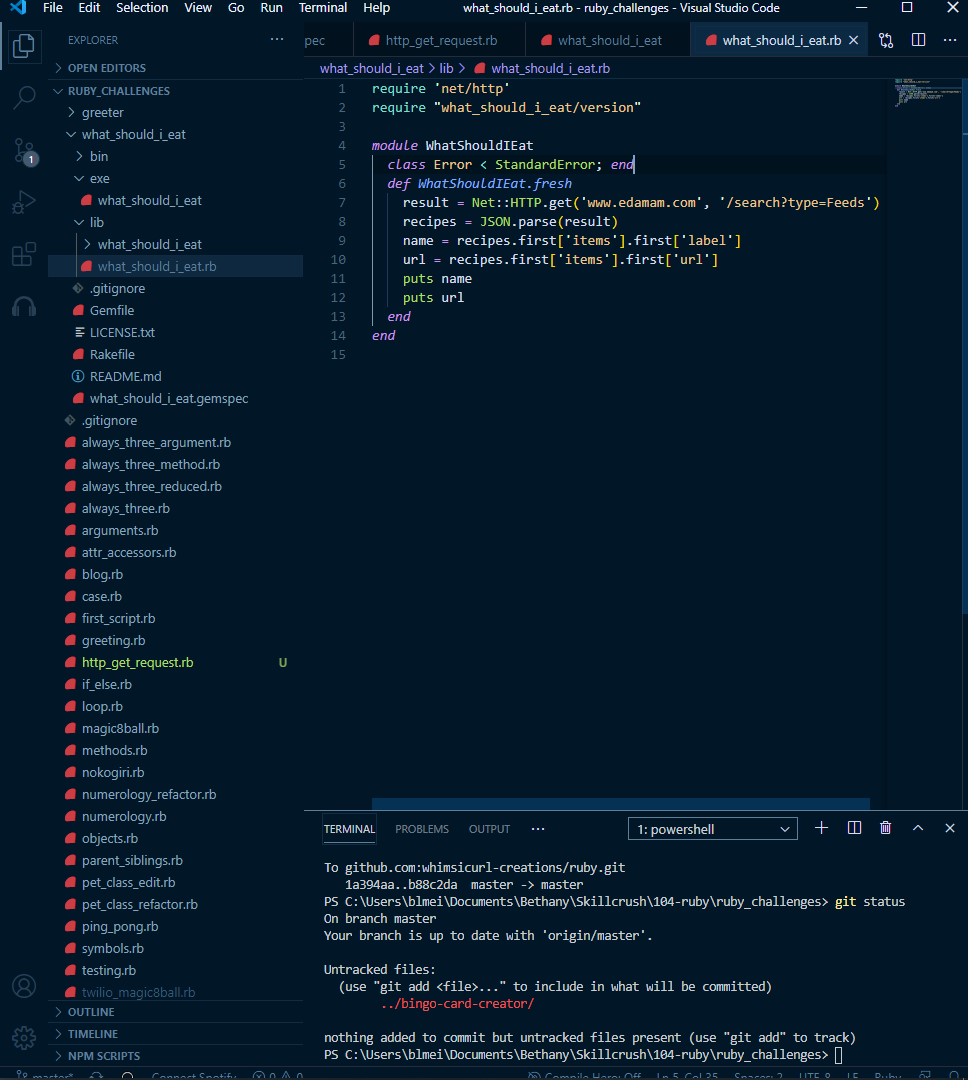 File Edit Selection View Go Run Terminal Help what_should_i_eat.rb - ruby_challenges - Visual Studio Code
EXPLORER ...
pec http_get_request.rb what_should_i_eat what_should_i_eat.rb
OPEN EDITORS
RUBY_CHALLENGES
greeter
what_should_i_eat
bin
exe
what_should_i_eat
lib
what_should_i_eat
what_should_i_eat.rb
.gitignore
Gemfile
LICENSE.txt
Rakefile
README.md
what_should_i_eat.gemspec
.gitignore
always_three_argument.rb
always_three_method.rb
always_three_reduced.rb
always_three.rb
arguments.rb
attr_accessors.rb
blog.rb
case.rb
first_script.rb
greeting.rb
http_get_request.rb U
if_else.rb
loop.rb
magic8ball.rb
methods.rb
nokogiri.rb
numerology_refactor.rb
numerology.rb
objects.rb
parent_siblings.rb
pet_class_edit.rb
pet_class_refactor.rb
ping_pong.rb
symbols.rb
testing.rb
twilio_magic8ball.rb
OUTLINE
TIMELINE
NPM SCRIPTS
1
what_should_i_eat > lib > what_should_i_eat.rb
1 require 'net/http'
2 require "what_should_i_eat/version"
3
4 module WhatShouldIEat
5 class Error < StandardError; end
6 def WhatShouldIEat.fresh
7 result = Net::HTTP.get('www.edamam.com', '/search?type=Feeds')
8 recipes = JSON.parse(result)
9 name = recipes.first['items'].first['label']
10 url = recipes.first['items'].first['url']
11 puts name
12 puts url
13 end
14 end
15
TERMINAL PROBLEMS OUTPUT ... 1: powershell
To github.com:whimsicurl-creations/ruby.git
1a394aa..b88c2da master -> master
PS C:\Users\blmei\Documents\Bethany\Skillcrush\104-ruby\ruby_challenges> git status
On branch master
Your branch is up to date with 'origin/master'.
Untracked files:
(use "git add <file>..." to include in what will be committed)
../bingo-card-creator/
nothing added to commit but untracked files present (use "git add" to track)
PS C:\Users\blmei\Documents\Bethany\Skillcrush\104-ruby\ruby_challenges>
master* Connect Spotify 0 0 Compile Hero: Off Ln 5, Col 35 Spaces: 2 UTF-8 LF Ruby